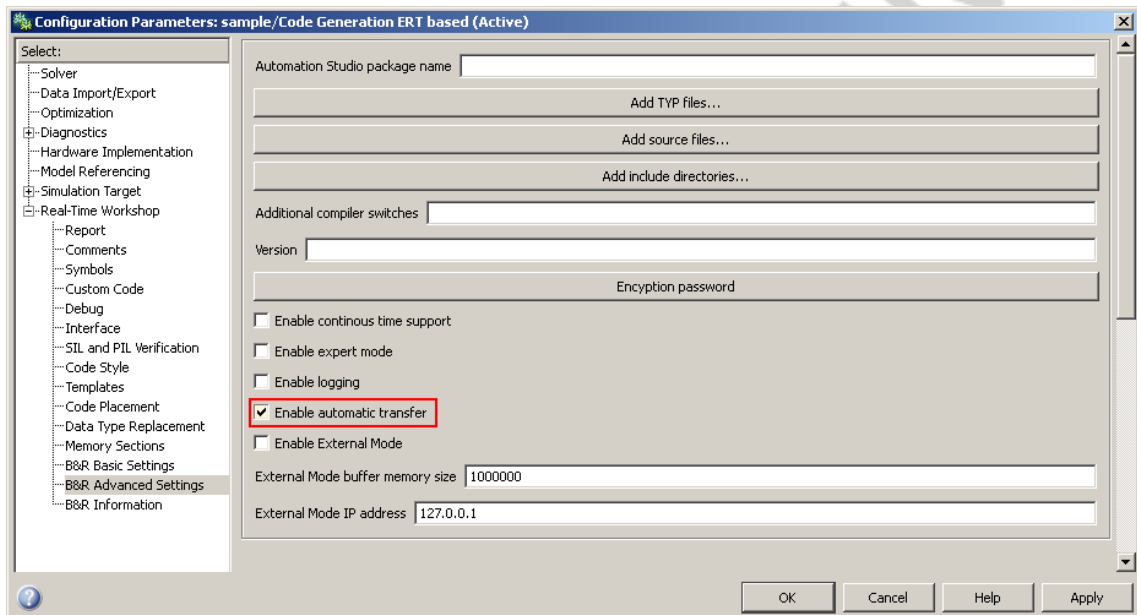 Configuration Parameters: sample/Code Generation ERT based (Active)
Select:
Solver
Data Import/Export
Optimization
Diagnostics
Hardware Implementation
Model Referencing
Simulation Target
Real-Time Workshop
Report
Comments
Symbols
Custom Code
Debug
Interface
SIL and PIL Verification
Code Style
Templates
Code Placement
Data Type Replacement
Memory Sections
B&R Basic Settings
B&R Advanced Settings
B&R Information
Automation Studio package name
Add TYP files...
Add source files...
Add include directories...
Additional compiler switches
Version
Encyption password
Enable continous time support
Enable expert mode
Enable logging
Enable automatic transfer
Enable External Mode
External Mode buffer memory size 1000000
External Mode IP address 127.0.0.1
OK Cancel Help Apply